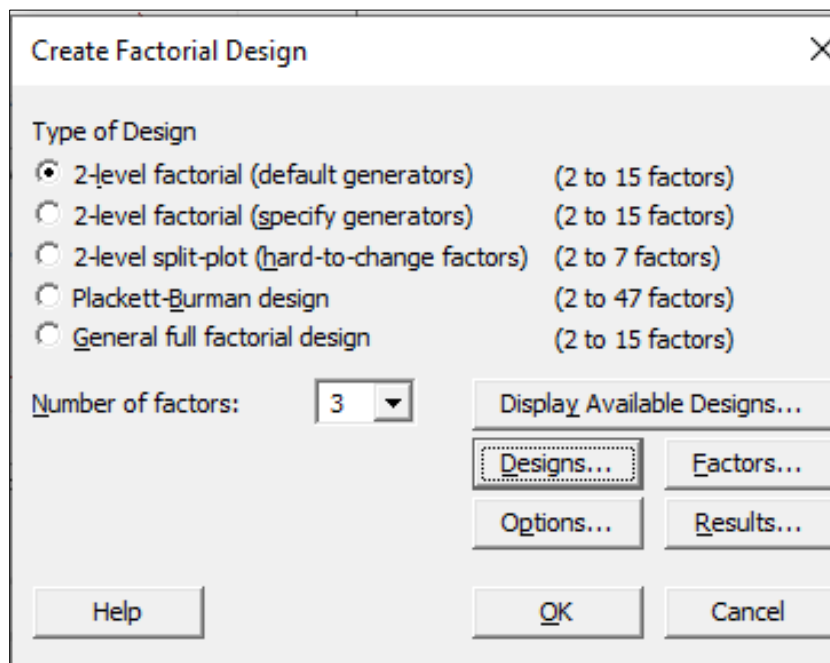 Create Factorial Design
Type of Design
2-level factorial (default generators) (2 to 15 factors)
2-level factorial (specify generators) (2 to 15 factors)
2-level split-plot (hard-to-change factors) (2 to 7 factors)
Plackett-Burman design (2 to 47 factors)
General full factorial design (2 to 15 factors)
Number of factors: 3 Display Available Designs...
Designs... Factors...
Options... Results...
Help OK Cancel